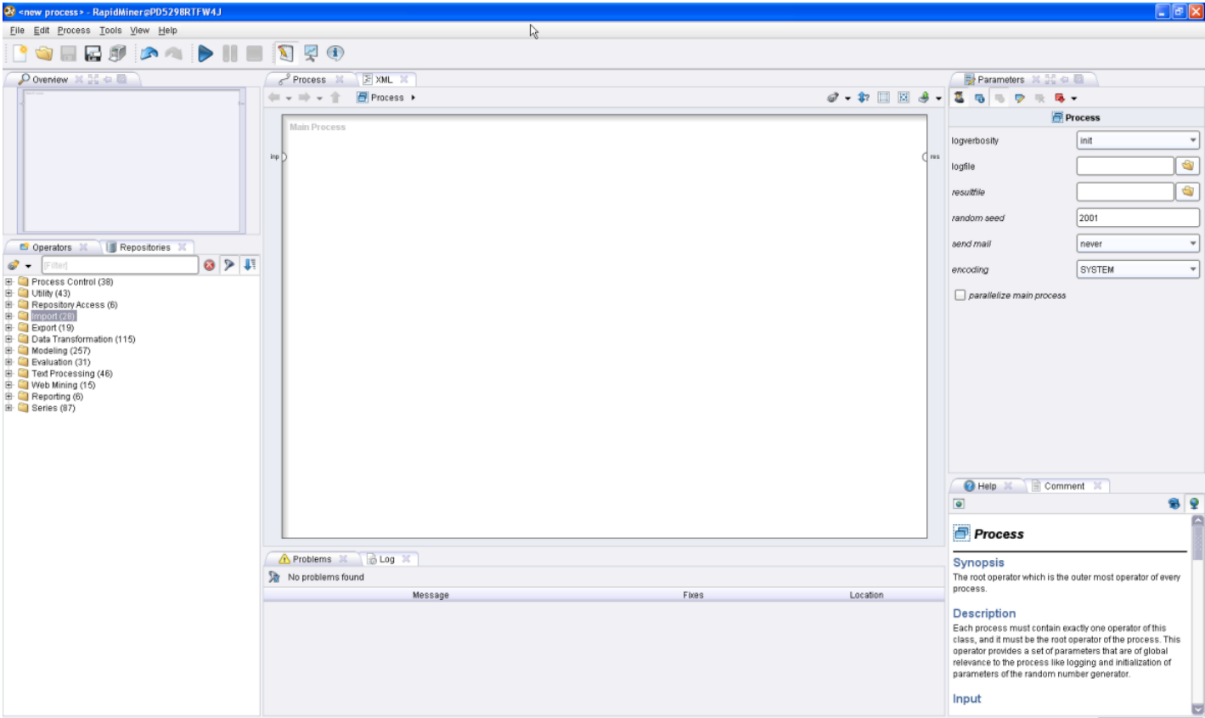 <new process> - RapidMiner@PD5298RTFW4J
File Edit Process Tools View Help
Overview
Process
XML
Parameters
Process
Process
Main Process
inp
res
logverbosity
init
logfile
resultfile
random seed
2001
send mail
never
encoding
SYSTEM
parallelize main process
Operators
Repositories
[Filter]
Process Control (38)
Utility (43)
Repository Access (6)
Import (28)
Export (19)
Data Transformation (115)
Modeling (257)
Evaluation (31)
Text Processing (46)
Web Mining (15)
Reporting (6)
Series (87)
Problems
Log
No problems found
Message Fixes Location
Help
Comment
Process
Synopsis
The root operator which is the outer most operator of every
process.
Description
Each process must contain exactly one operator of this
class, and it must be the root operator of the process. This
operator provides a set of parameters that are of global
relevance to the process like logging and initialization of
parameters of the random number generator.
Input